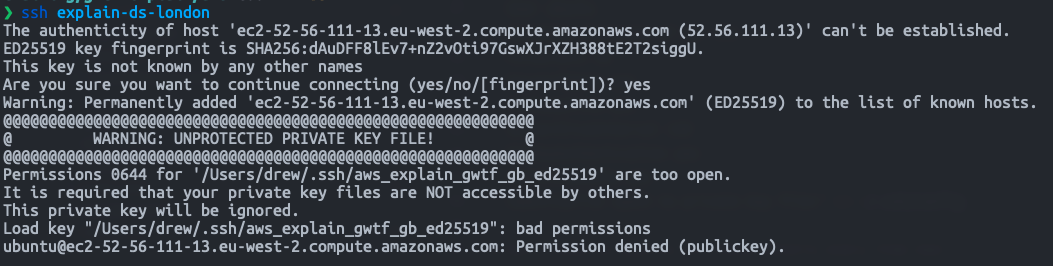 ❯ ssh explain-ds-london
The authenticity of host 'ec2-52-56-111-13.eu-west-2.compute.amazonaws.com (52.56.111.13)' can't be established.
ED25519 key fingerprint is SHA256:dAuDFF8lEv7+nZ2vOti97GswXJrXZH388tE2T2siggU.
This key is not known by any other names
Are you sure you want to continue connecting (yes/no/[fingerprint])? yes
Warning: Permanently added 'ec2-52-56-111-13.eu-west-2.compute.amazonaws.com' (ED25519) to the list of known hosts.
@@@@@@@@@@@@@@@@@@@@@@@@@@@@@@@@@@@@@@@@@@@@@@@@@@@@@@@@@@@
@         WARNING: UNPROTECTED PRIVATE KEY FILE!          @
@@@@@@@@@@@@@@@@@@@@@@@@@@@@@@@@@@@@@@@@@@@@@@@@@@@@@@@@@@@
Permissions 0644 for '/Users/drew/.ssh/aws_explain_gwtf_gb_ed25519' are too open.
It is required that your private key files are NOT accessible by others.
This private key will be ignored.
Load key "/Users/drew/.ssh/aws_explain_gwtf_gb_ed25519": bad permissions
ubuntu@ec2-52-56-111-13.eu-west-2.compute.amazonaws.com: Permission denied (publickey).